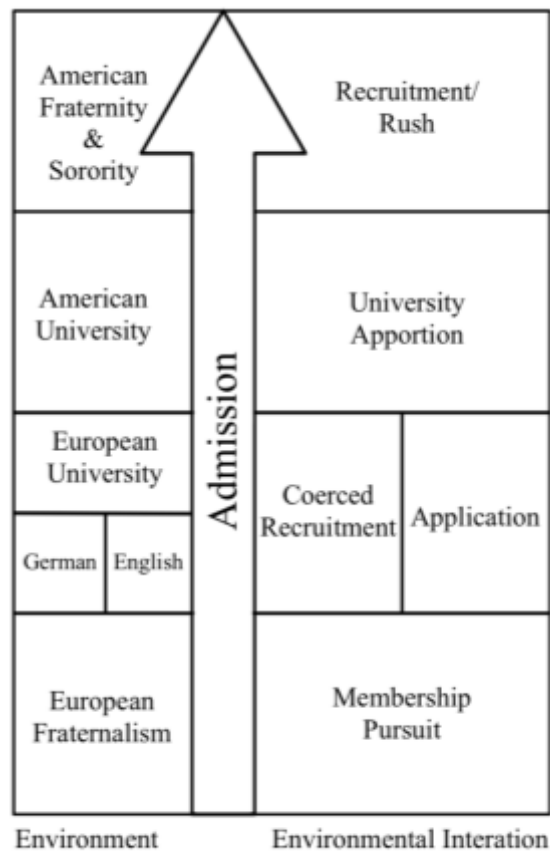 American
Fraternity
&
Sorority
Recruitment/
Rush
American
University
University
Apportion
Admission
European
University
German
English
Coerced
Recruitment
Application
European
Fraternalism
Membership
Pursuit
Environment
Environmental Interation